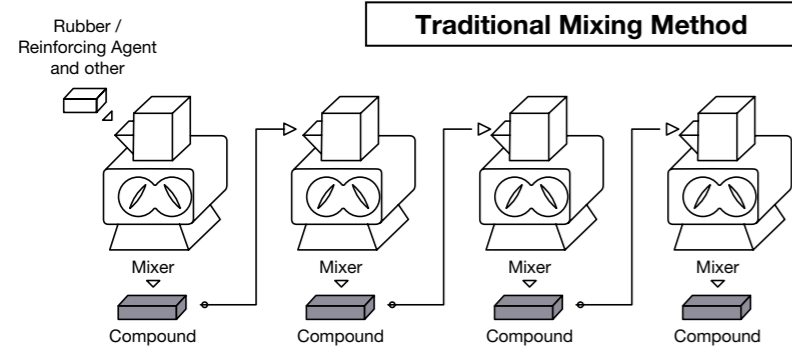 Traditional Mixing Method
Rubber /
Reinforcing Agent
and other
Mixer
Mixer
Mixer
Mixer
Compound
Compound
Compound
Compound